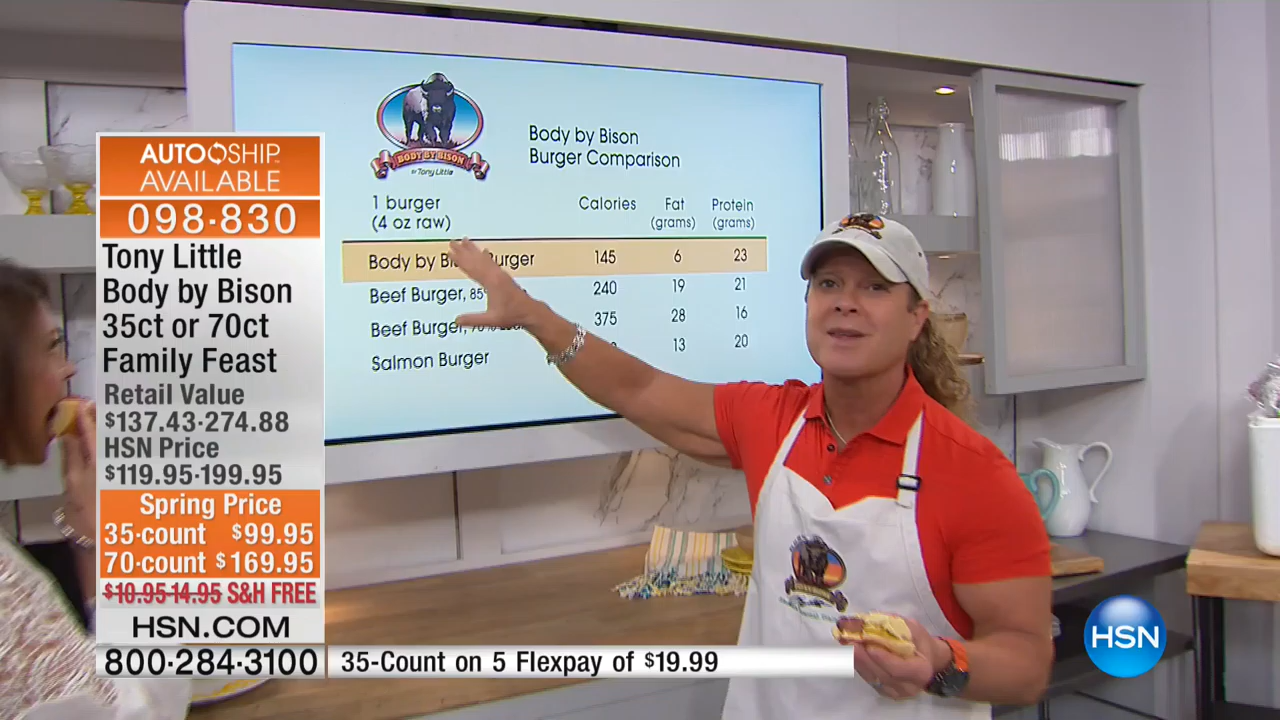 AUTOSHIP
AVAILABLE
098·830
Tony Little
Body by Bison
35ct or 70ct
Family Feast
Retail Value
$137.43-274.88
HSN Price
$119.95-199.95
Spring Price
35-count $99.95
70-count $169.95
$10.95-14.95 S&H FREE
HSN.COM
800·284·3100
35-Count on 5 Flexpay of $19.99
BODY BY BISON
BY Tony Little
Body by Bison
Burger Comparison
1 burger
(4 oz raw)
Calories Fat (grams) Protein (grams)
Body by Burger 145 6 23
Beef Burger, 240 19 21
Beef Burger, 375 28 16
Salmon Burger 13 20
HSN